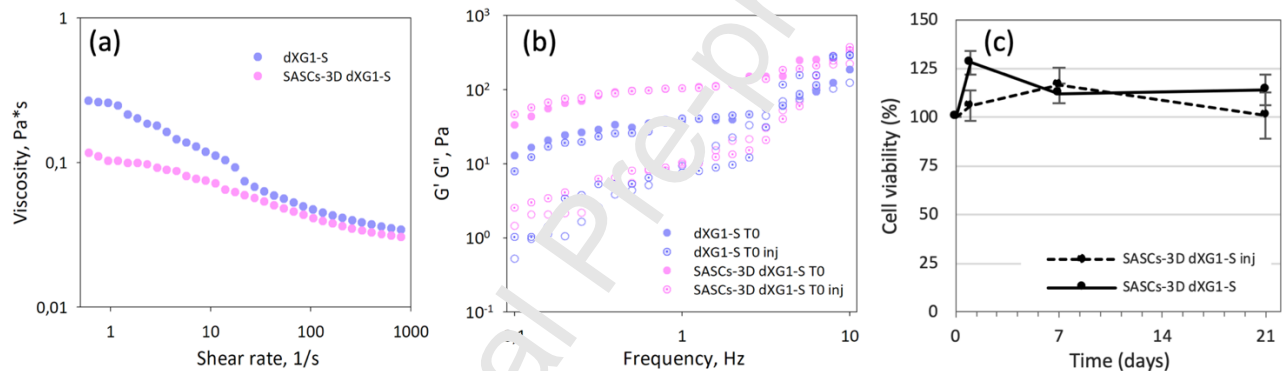 (a)
1
0,1
0,01
Viscosity, Pa*s
dXG1-S
SASCs-3D dXG1-S
1 10 100 1000
Shear rate, 1/s
(b)
10³
10²
10¹
10⁰
10⁻¹
G' G", Pa
dXG1-S T0
dXG1-S T0 inj
SASCs-3D dXG1-S T0
SASCs-3D dXG1-S T0 inj
1 10
Frequency, Hz
(c)
150
125
100
75
50
25
0
Cell viability (%)
SASCs-3D dXG1-S inj
SASCs-3D dXG1-S
0 7 14 21
Time (days)
al Pre-p